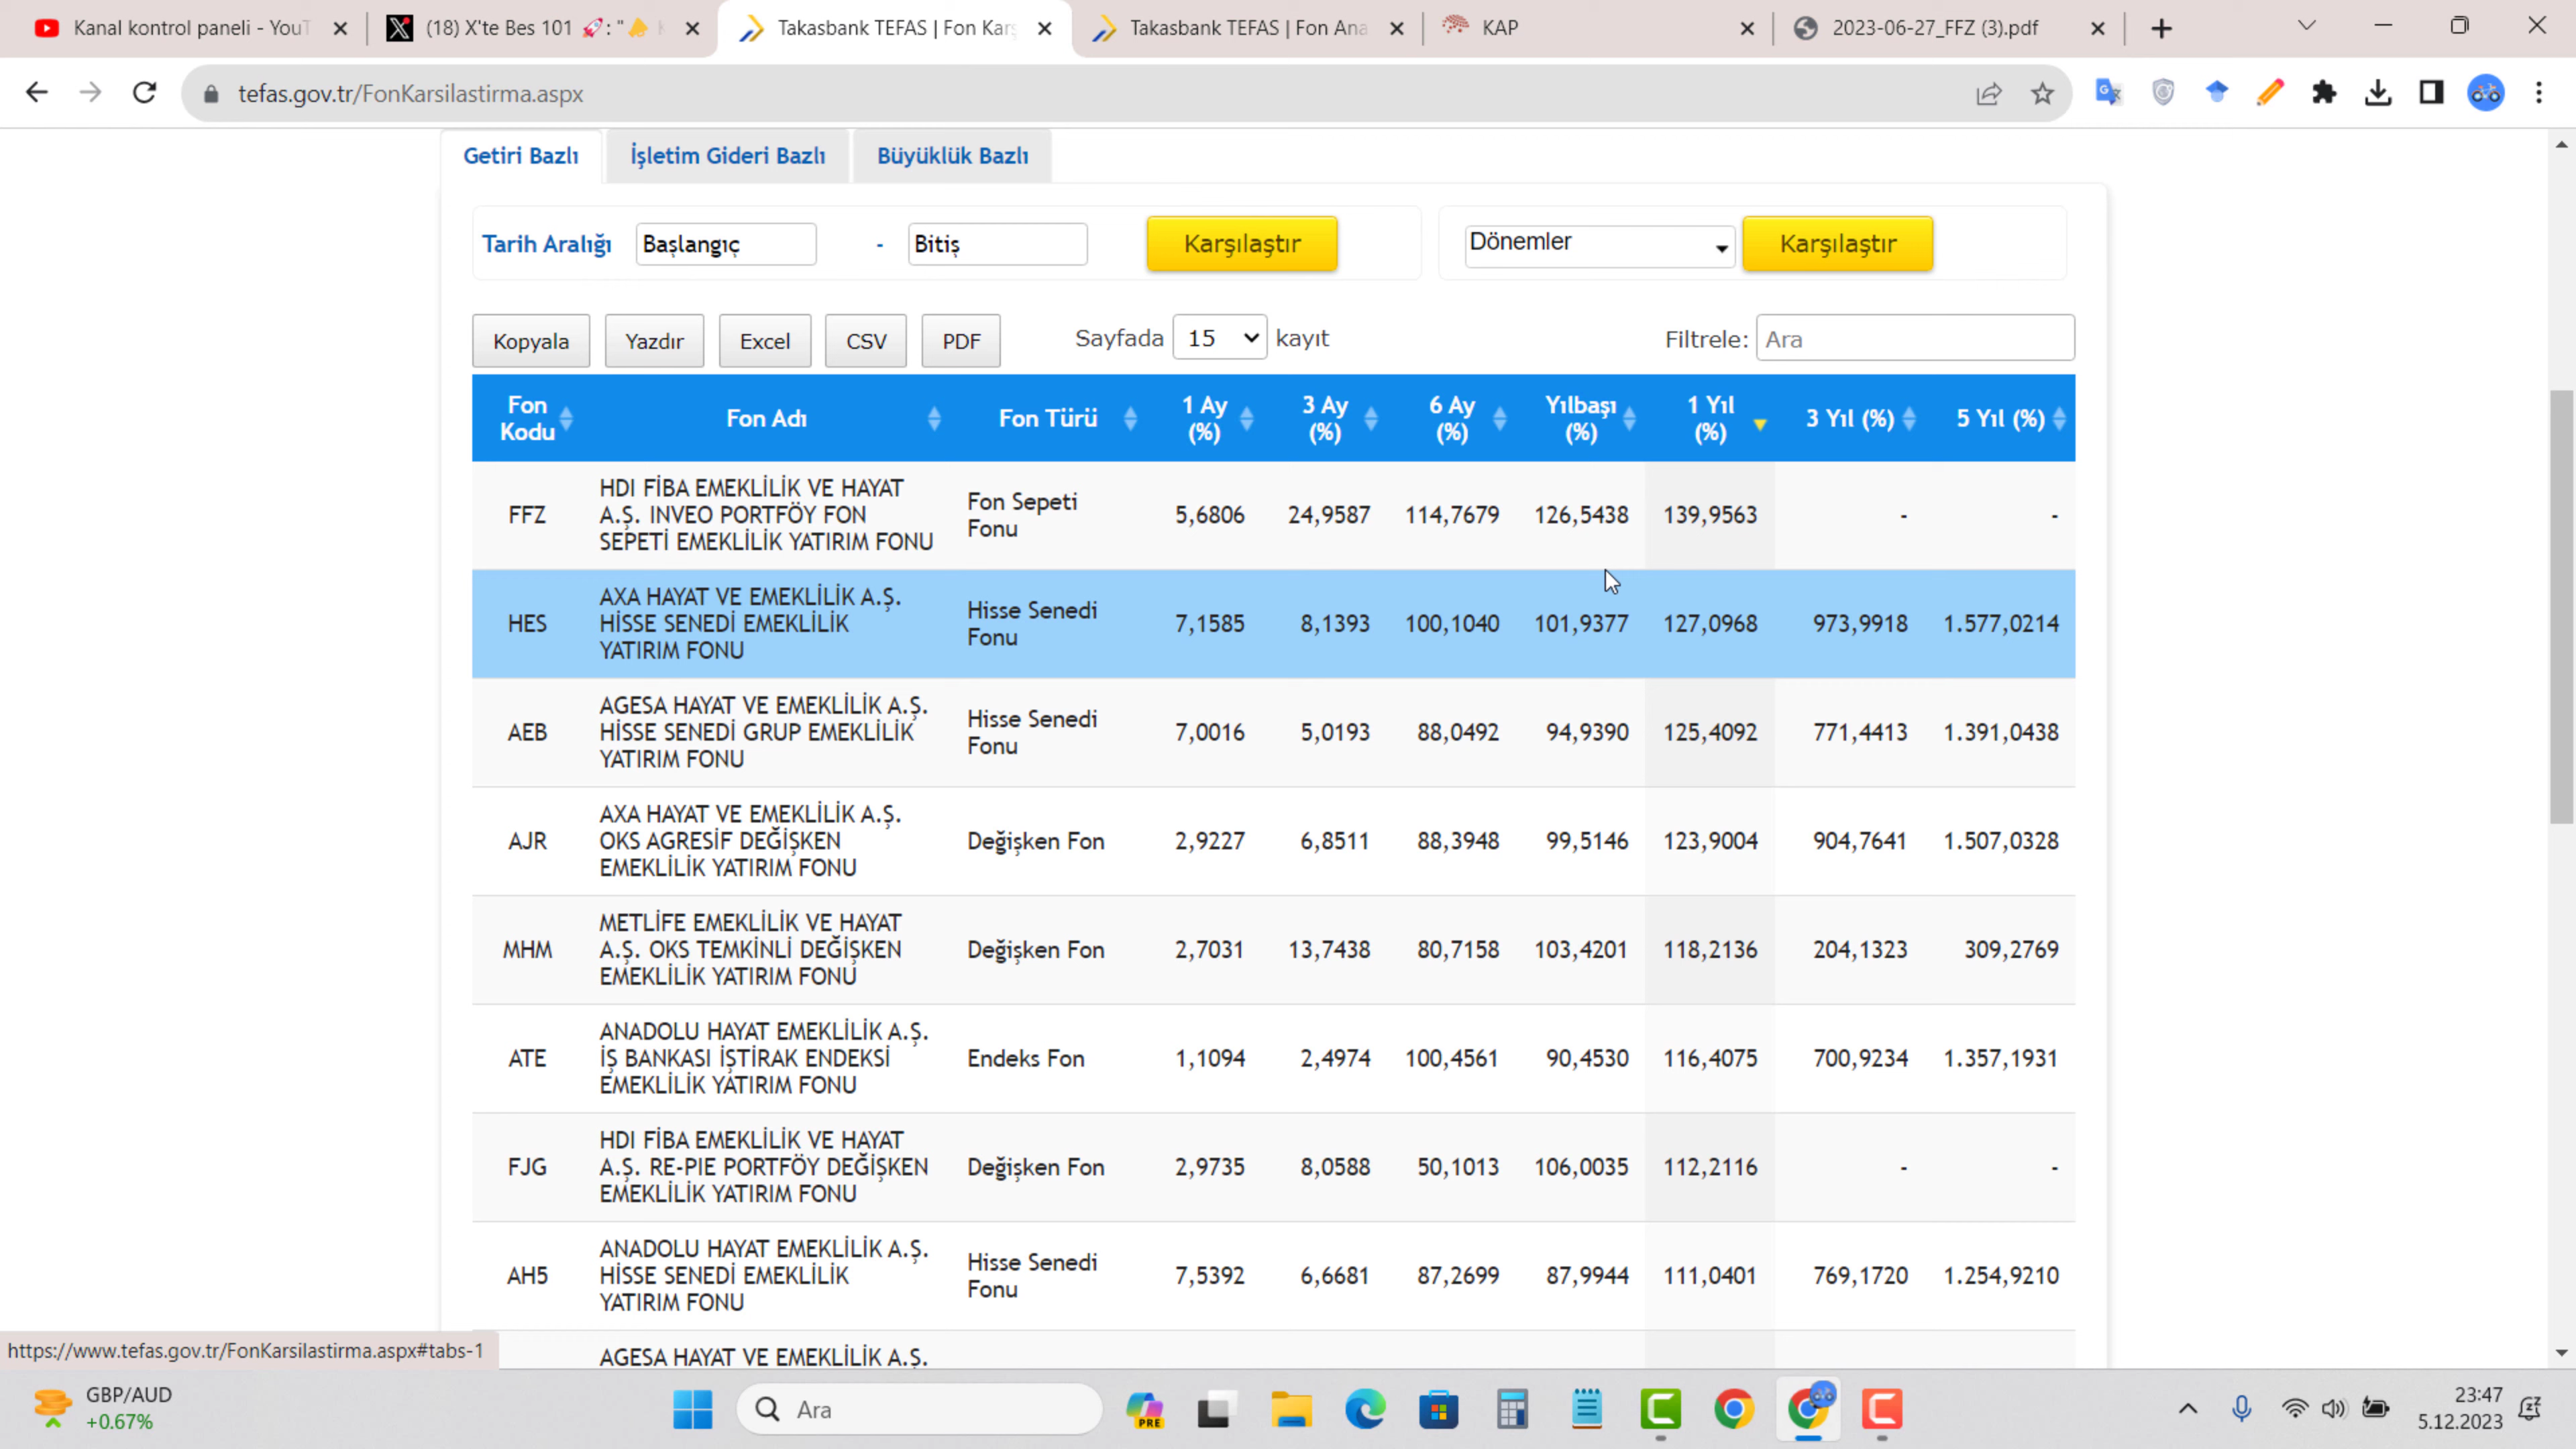 Kanal kontrol paneli - YouT
(18) X'te Bes 101 🚀: "
Takasbank TEFAS | Fon Karş
Takasbank TEFAS | Fon Ana
KAP
2023-06-27_FFZ (3).pdf
tefas.gov.tr/FonKarsilastirma.aspx
Getiri Bazlı
İşletim Gideri Bazlı
Büyüklük Bazlı
Tarih Aralığı Başlangıç - Bitiş Karşılaştır
Dönemler Karşılaştır
Kopyala Yazdır Excel CSV PDF
Sayfada 15 kayıt
Filtrele: Ara
Fon Kodu Fon Adı Fon Türü 1 Ay (%) 3 Ay (%) 6 Ay (%) Yılbaşı (%) 1 Yıl (%) 3 Yıl (%) 5 Yıl (%)
FFZ
HDI FİBA EMEKLİLİK VE HAYAT
A.Ş. INVEO PORTFÖY FON
SEPETİ EMEKLİLİK YATIRIM FONU
Fon Sepeti
Fonu
5,6806 24,9587 114,7679 126,5438 139,9563 - -
HES
AXA HAYAT VE EMEKLİLİK A.Ş.
HİSSE SENEDİ EMEKLİLİK
YATIRIM FONU
Hisse Senedi
Fonu
7,1585 8,1393 100,1040 101,9377 127,0968 973,9918 1.577,0214
AEB
AGESA HAYAT VE EMEKLİLİK A.Ş.
HİSSE SENEDİ GRUP EMEKLİLİK
YATIRIM FONU
Hisse Senedi
Fonu
7,0016 5,0193 88,0492 94,9390 125,4092 771,4413 1.391,0438
AJR
AXA HAYAT VE EMEKLİLİK A.Ş.
OKS AGRESİF DEĞİŞKEN
EMEKLİLİK YATIRIM FONU
Değişken Fon
2,9227 6,8511 88,3948 99,5146 123,9004 904,7641 1.507,0328
MHM
METLİFE EMEKLİLİK VE HAYAT
A.Ş. OKS TEMKİNLİ DEĞİŞKEN
EMEKLİLİK YATIRIM FONU
Değişken Fon
2,7031 13,7438 80,7158 103,4201 118,2136 204,1323 309,2769
ATE
ANADOLU HAYAT EMEKLİLİK A.Ş.
İŞ BANKASI İŞTİRAK ENDEKSİ
EMEKLİLİK YATIRIM FONU
Endeks Fon
1,1094 2,4974 100,4561 90,4530 116,4075 700,9234 1.357,1931
FJG
HDI FİBA EMEKLİLİK VE HAYAT
A.Ş. RE-PIE PORTFÖY DEĞİŞKEN
EMEKLİLİK YATIRIM FONU
Değişken Fon
2,9735 8,0588 50,1013 106,0035 112,2116 - -
AH5
ANADOLU HAYAT EMEKLİLİK A.Ş.
HİSSE SENEDİ EMEKLİLİK
YATIRIM FONU
Hisse Senedi
Fonu
7,5392 6,6681 87,2699 87,9944 111,0401 769,1720 1.254,9210
AGESA HAYAT VE EMEKLİLİK A.Ş.
https://www.tefas.gov.tr/FonKarsilastirma.aspx#tabs-1
GBP/AUD
+0.67%
Ara
PRE
23:47
5.12.2023